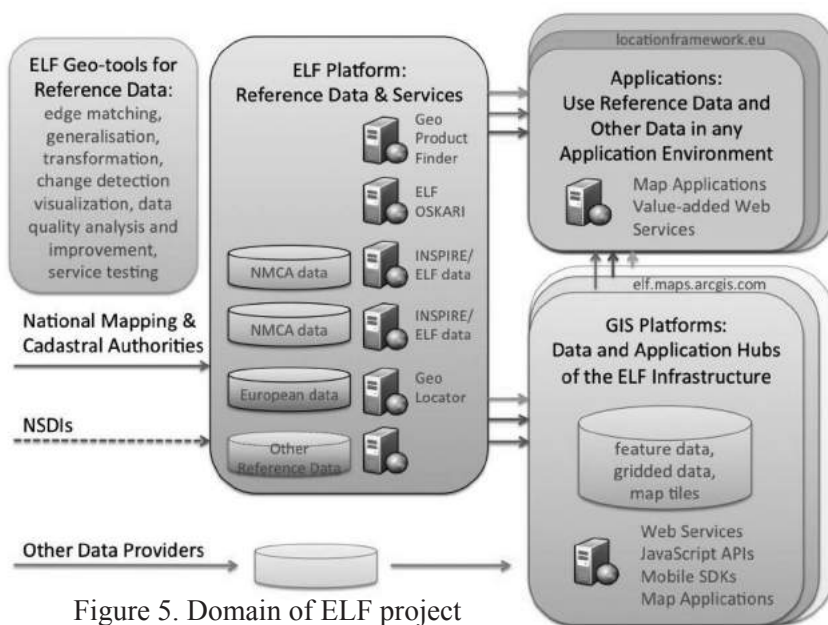 ELF Geo-tools for
Reference Data:
edge matching,
generalisation,
transformation,
change detection
visualization, data
quality analysis and
improvement,
service testing
National Mapping &
Cadastral Authorities
NSDIs
Other Data Providers
ELF Platform:
Reference Data & Services
Geo
Product
Finder
ELF
OSKARI
NMCA data
INSPIRE/
ELF data
NMCA data
INSPIRE/
ELF data
European data
Geo
Locator
Other
Reference Data
locationframework.eu
Applications:
Use Reference Data and
Other Data in any
Application Environment
Map Applications
Value-added Web
Services
elf.maps.arcgis.com
GIS Platforms:
Data and Application Hubs
of the ELF Infrastructure
feature data,
gridded data,
map tiles
Web Services
JavaScript APIs
Mobile SDKs
Map Applications
Figure 5. Domain of ELF project